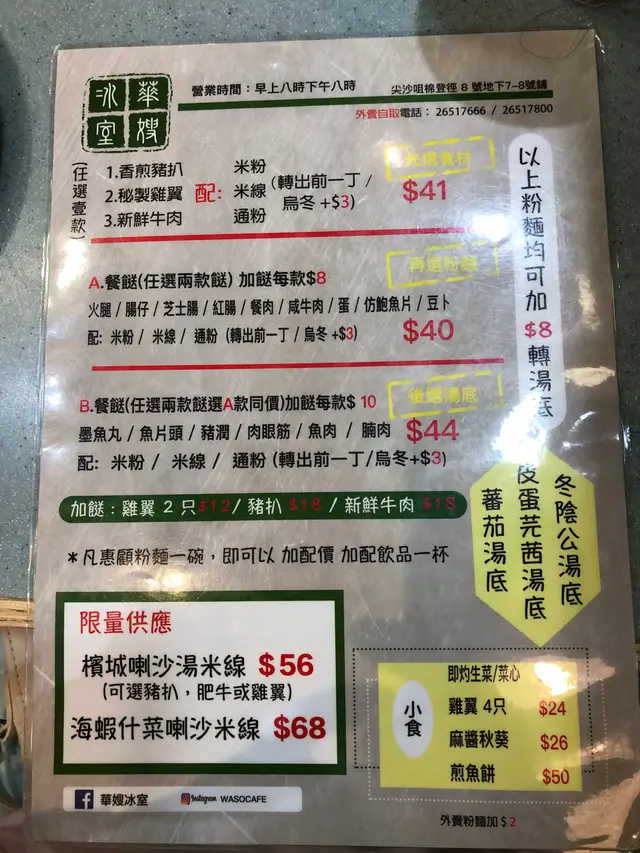 華嫂冰室
營業時間：早上八時下午八時
尖沙咀棉登徑 8 號地下7-8號鋪
外賣自取電話： 26517666 / 26517800
(任選壹款)
1.香煎豬扒
2.秘製雞翼
3.新鮮牛肉
配:
米粉
米線
通粉
(轉出前一丁 /
烏冬 +$3)
先選食材
$41
A.餐餸(任選兩款餸) 加餸每款$8
再選粉麵
火腿 / 腸仔 / 芝士腸 / 紅腸 / 餐肉 / 咸牛肉 / 蛋 / 仿鮑魚片 / 豆卜
配: 米粉 / 米線 / 通粉 (轉出前一丁 / 烏冬 +$3)
$40
B.餐餸(任選兩款餸選A款同價)加餸每款$ 10
後選湯底
墨魚丸 / 魚片頭 / 豬潤 / 肉眼筋 / 魚肉 / 腩肉
$44
配: 米粉 / 米線 / 通粉 (轉出前一丁/烏冬+$3)
加餸 : 雞翼 2 只 $12/ 豬扒 $18 / 新鮮牛肉 $18
*凡惠顧粉麵一碗，即可以 加配價 加配飲品一杯
以上粉麵均可加$8轉湯底
冬陰公湯底
皮蛋芫茜湯底
蕃茄湯底
限量供應
檳城喇沙湯米線 $56
(可選豬扒，肥牛或雞翼)
海蝦什菜喇沙米線 $68
小食
即灼生菜/菜心
雞翼 4只 $24
麻醬秋葵 $26
煎魚餅 $50
華嫂冰室
Instagram WASOCAFE
外賣粉麵加 $ 2